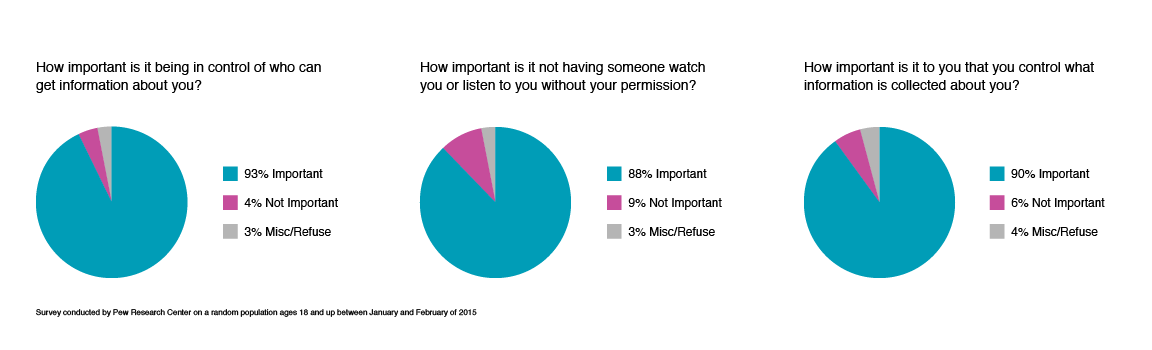 How important is it being in control of who can
get information about you?
93% Important
4% Not Important
3% Misc/Refuse
How important is it not having someone watch
you or listen to you without your permission?
88% Important
9% Not Important
3% Misc/Refuse
How important is it to you that you control what
information is collected about you?
90% Important
6% Not Important
4% Misc/Refuse
Survey conducted by Pew Research Center on a random population ages 18 and up between January and February of 2015